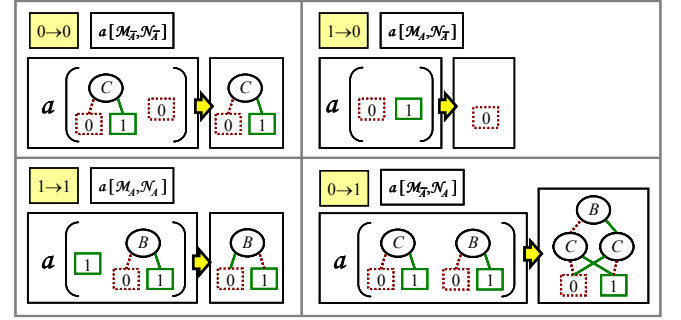 0→0 a[M_Ā,N_Ā]
a ( C 0 1 0 ) C 0 1
1→0 a[M_A,N_Ā]
a ( 0 1 ) 0
1→1 a[M_A,N_A]
a ( 1 B 0 1 ) B 0 1
0→1 a[M_Ā,N_A]
a ( C 0 1 B 0 1 ) B C C 0 1